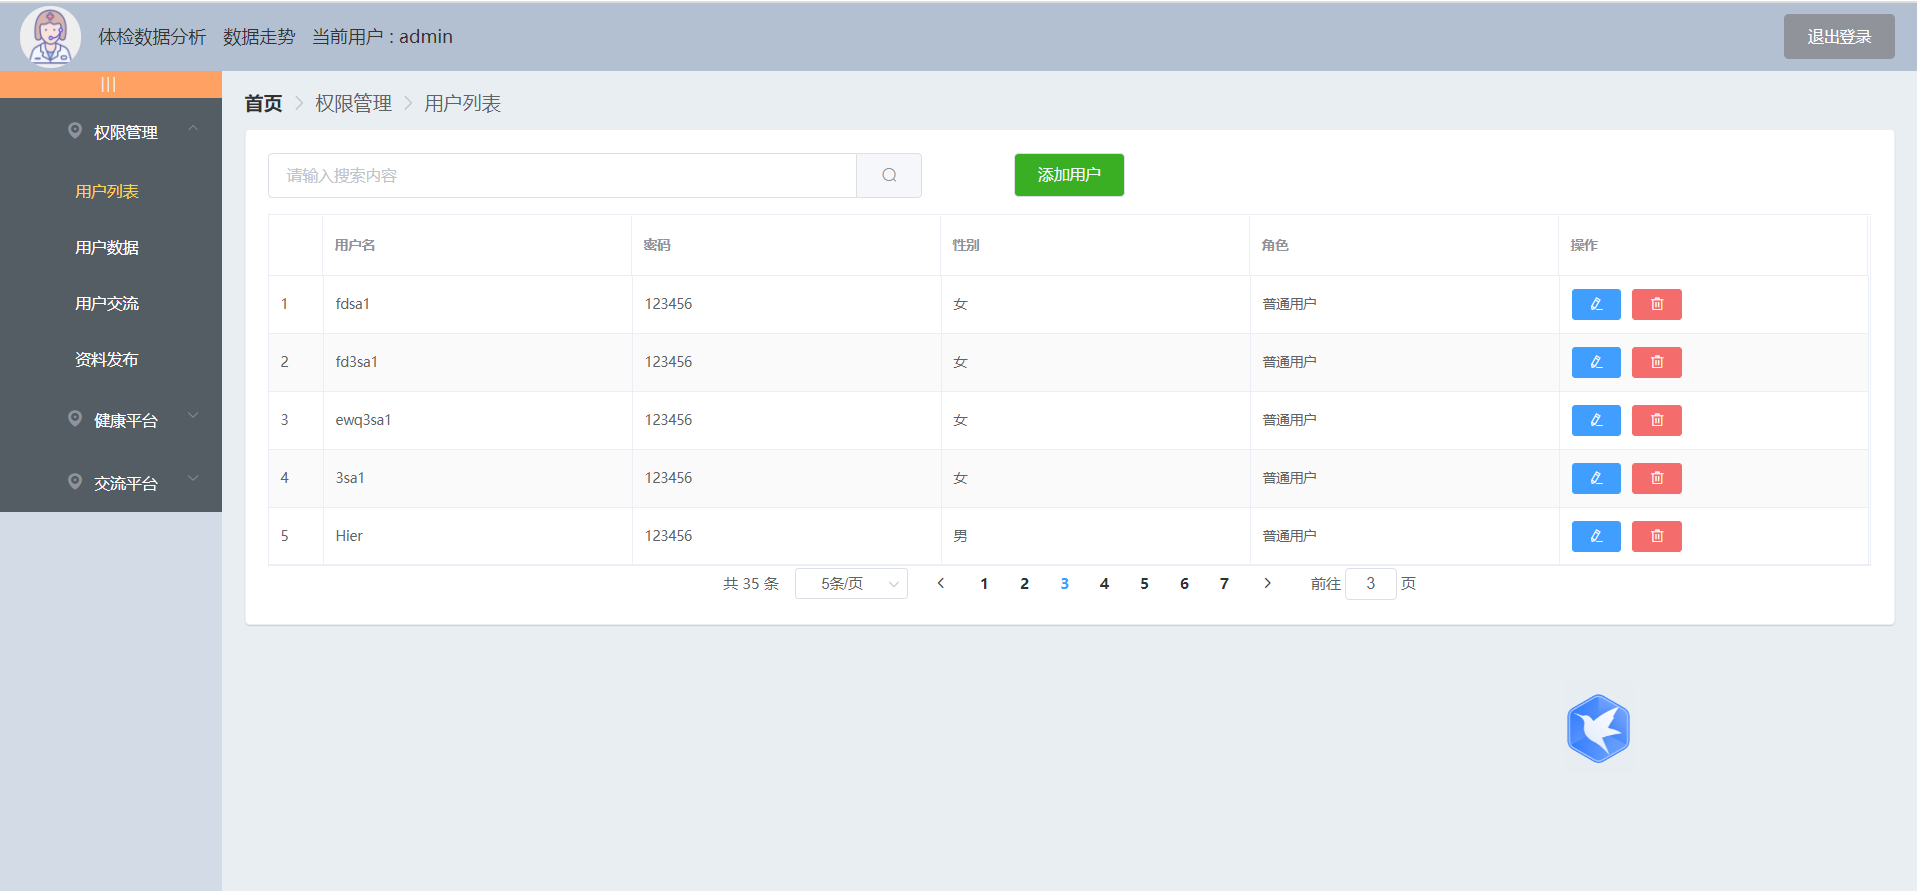 体检数据分析 数据走势 当前用户 : admin 退出登录
|||
首页 > 权限管理 > 用户列表
权限管理
用户列表
用户数据
用户交流
资料发布
健康平台
交流平台
请输入搜索内容 添加用户
用户名 密码 性别 角色 操作
1 fdsa1 123456 女 普通用户
2 fd3sa1 123456 女 普通用户
3 ewq3sa1 123456 女 普通用户
4 3sa1 123456 女 普通用户
5 Hier 123456 男 普通用户
共 35 条 5条/页 < 1 2 3 4 5 6 7 > 前往 3 页